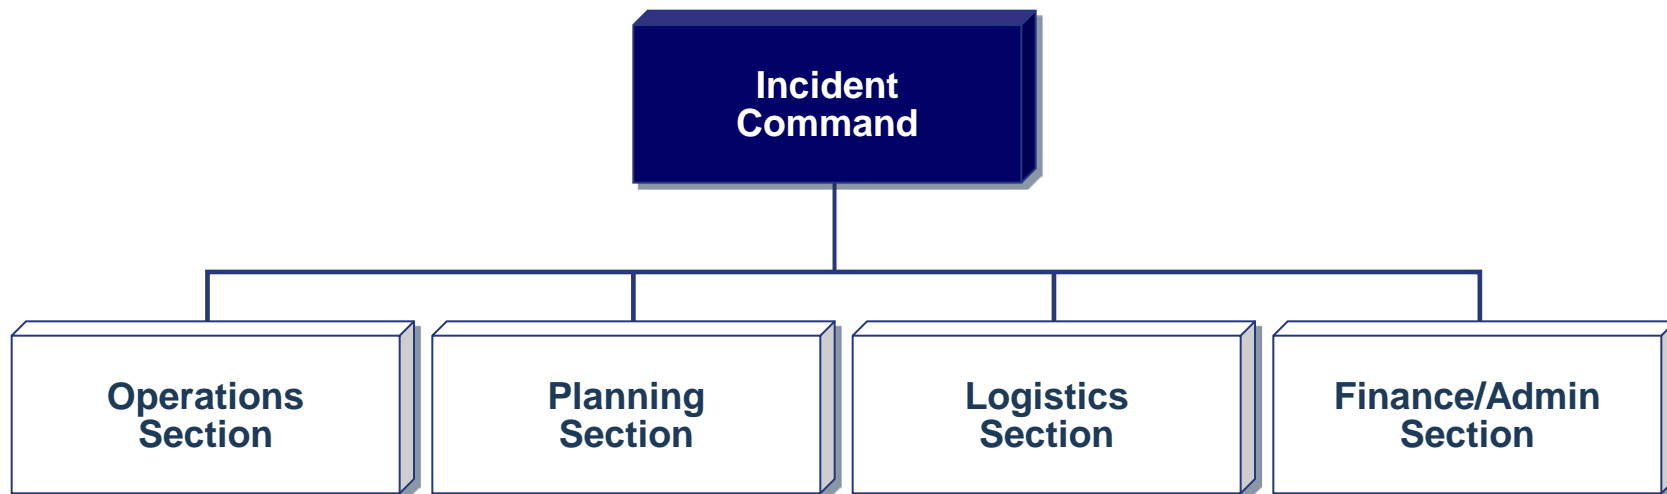 Incident
Command
Operations
Section
Planning
Section
Logistics
Section
Finance/Admin
Section